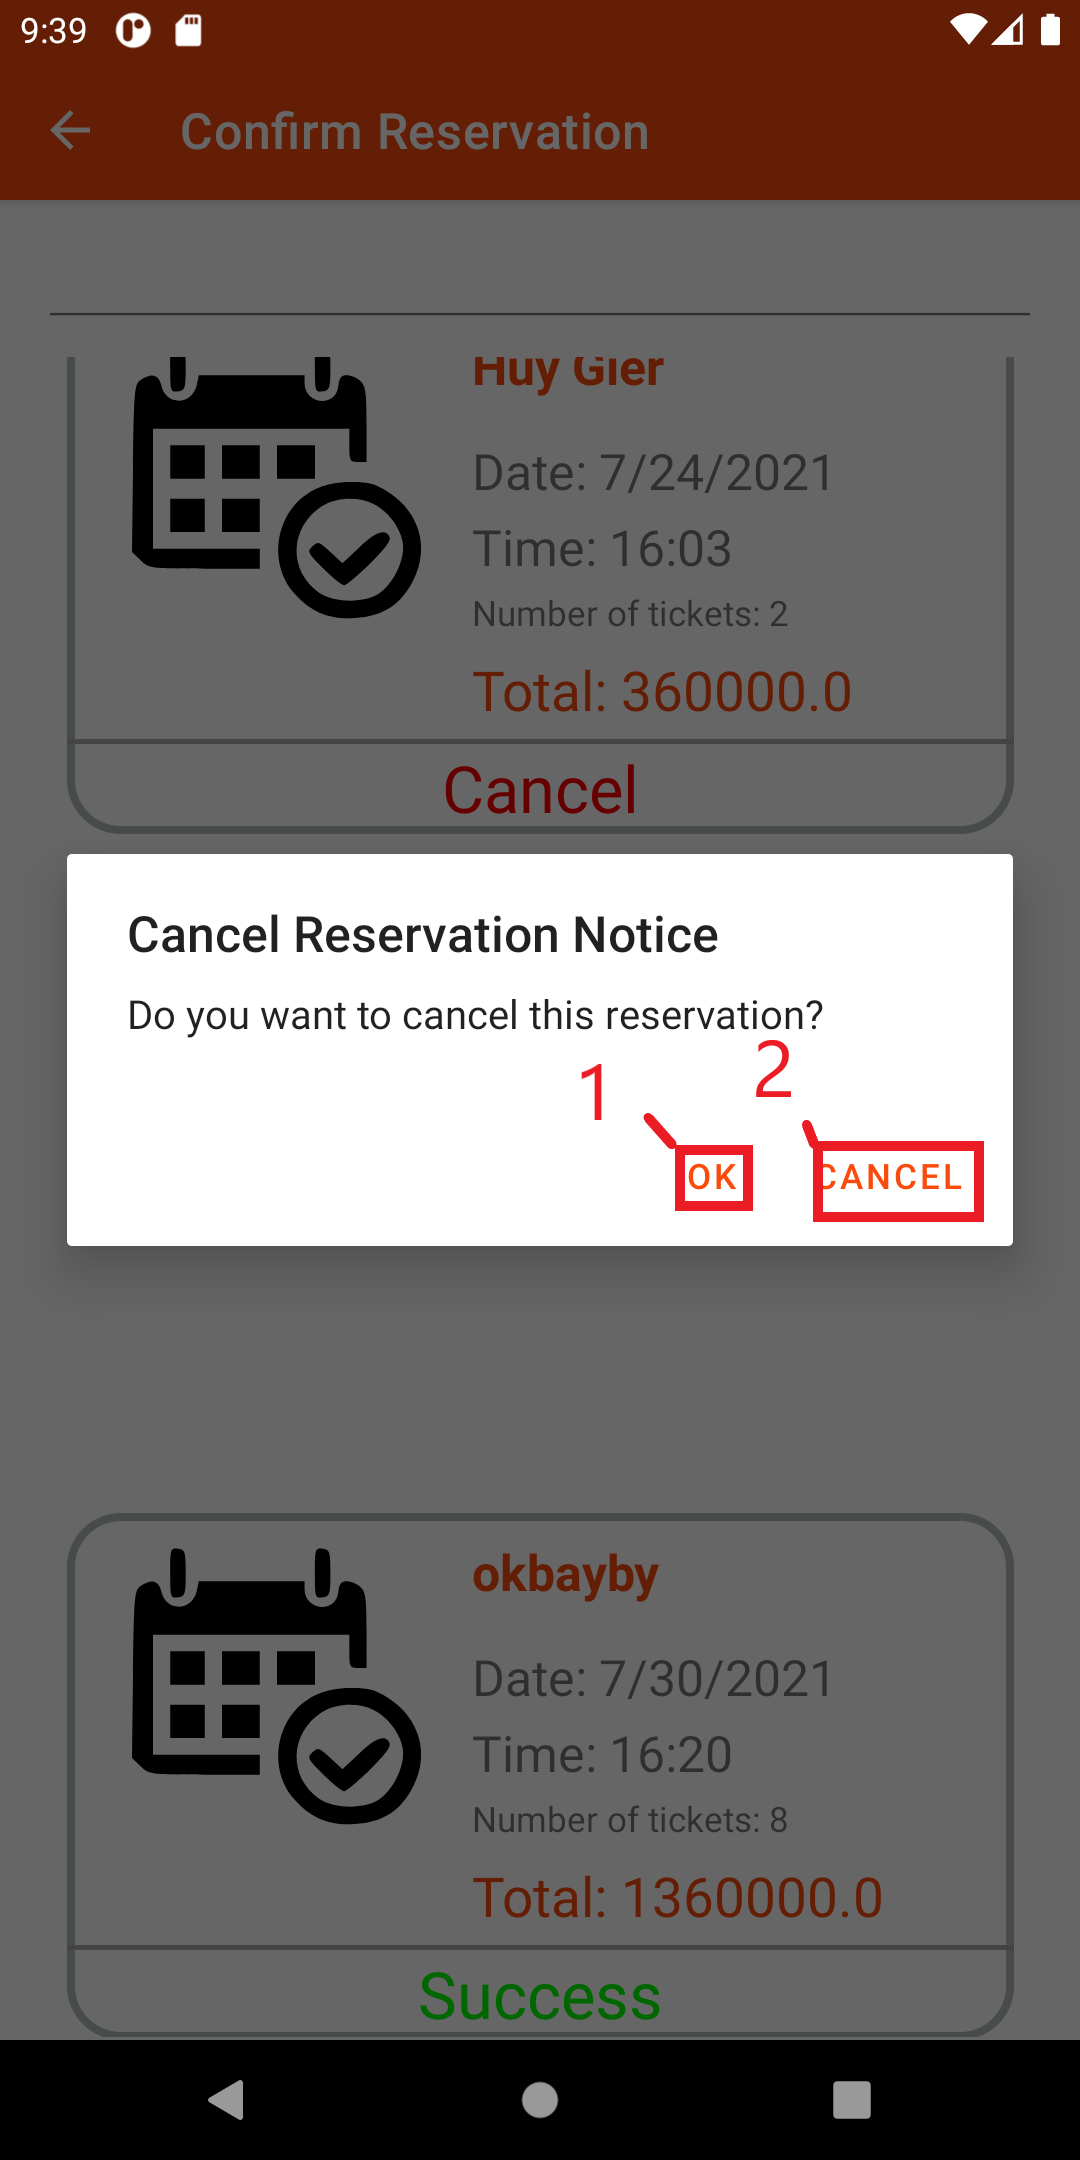 9:39
Confirm Reservation
Huy Gier
Date: 7/24/2021
Time: 16:03
Number of tickets: 2
Total: 360000.0
Cancel
Cancel Reservation Notice
Do you want to cancel this reservation?
1 2
OK CANCEL
okbayby
Date: 7/30/2021
Time: 16:20
Number of tickets: 8
Total: 1360000.0
Success